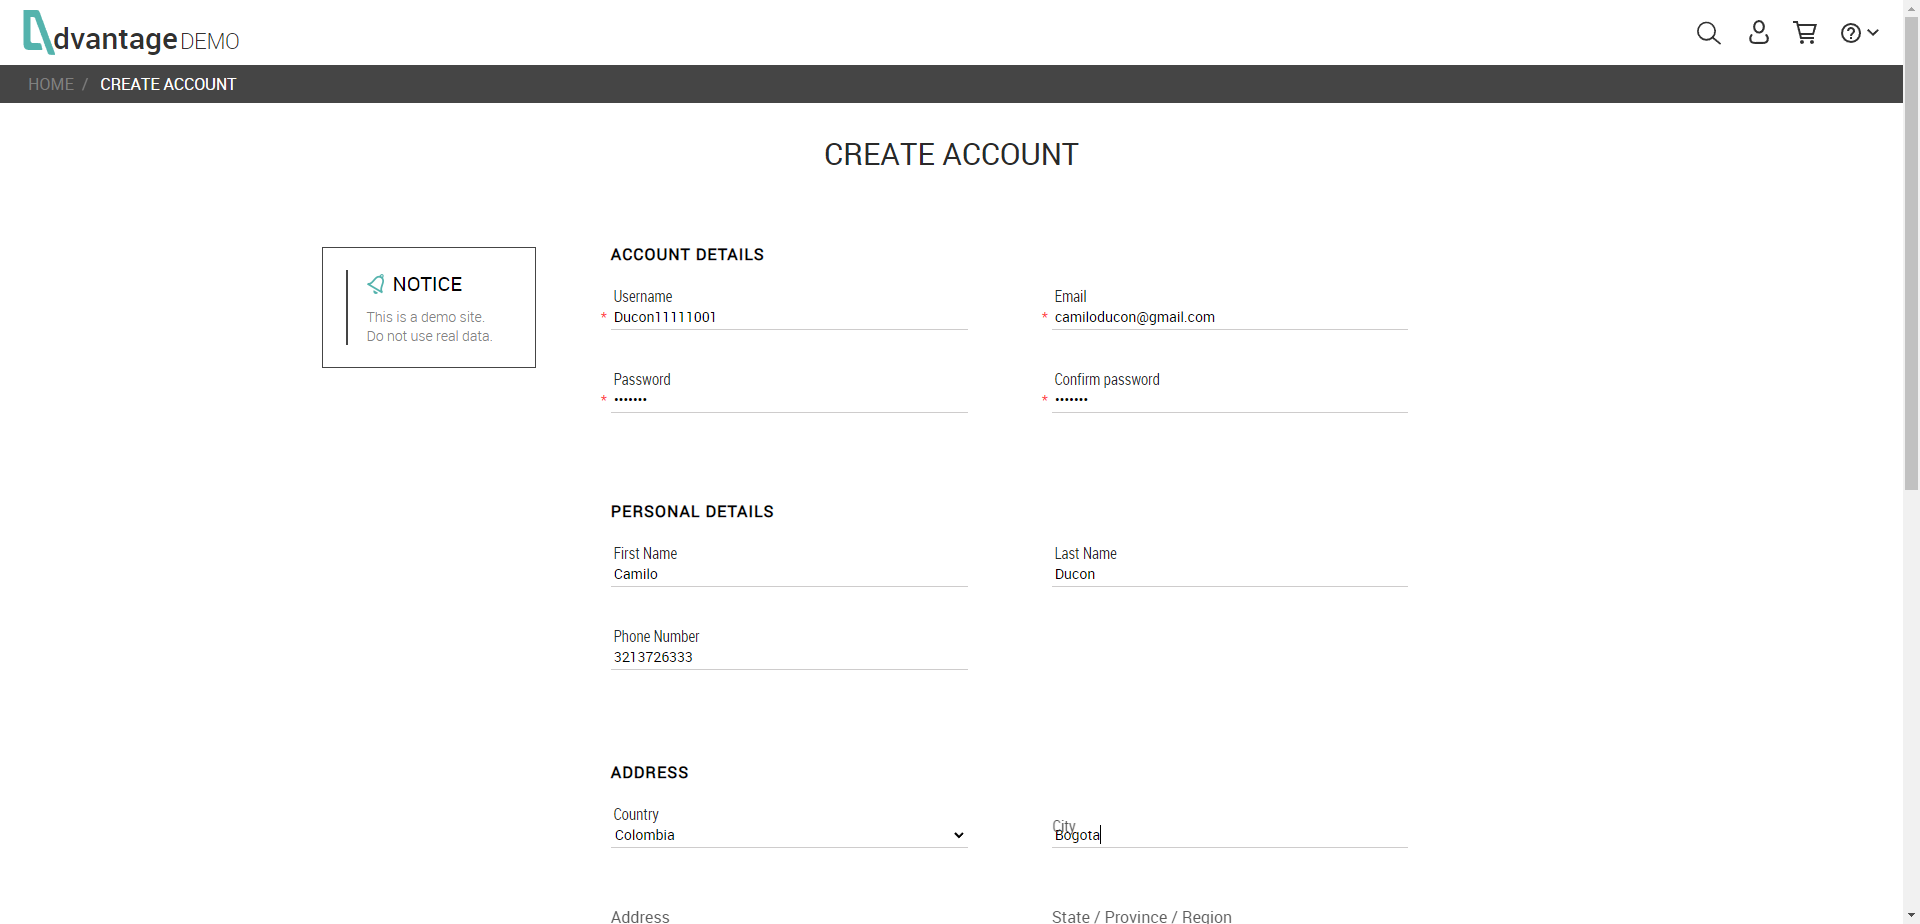 dvantage DEMO
HOME / CREATE ACCOUNT
CREATE ACCOUNT
NOTICE
This is a demo site.
Do not use real data.
ACCOUNT DETAILS
Username
* Ducon11111001
Email
* camiloducon@gmail.com
Password
* •••••••
Confirm password
* •••••••
PERSONAL DETAILS
First Name
Camilo
Last Name
Ducon
Phone Number
3213726333
ADDRESS
Country
Colombia
City
Bogota
Address
State / Province / Region